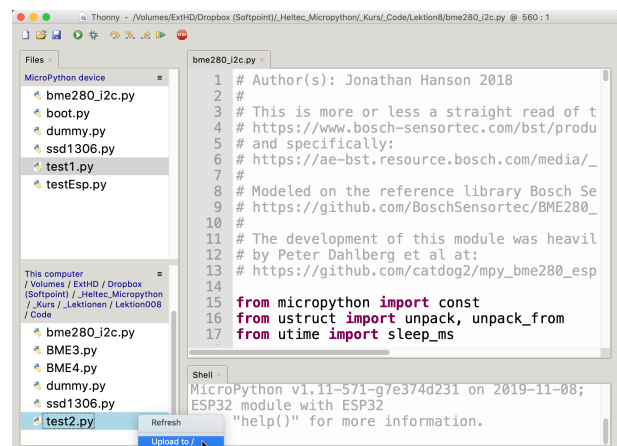 Thonny - /Volumes/ExtHD/Dropbox (Softpoint)/_Heltec_Micropython/_Kurs/_Code/Lektion8/bme280_i2c.py @ 560 : 1
Files
MicroPython device
bme280_i2c.py
boot.py
dummy.py
ssd1306.py
test1.py
testEsp.py
This computer
/ Volumes / ExtHD / Dropbox
(Softpoint) / _Heltec_Micropython
/ _Kurs / _Lektionen / Lektion008
/ Code
bme280_i2c.py
BME3.py
BME4.py
dummy.py
ssd1306.py
test2.py
Refresh
Upload to /
bme280_i2c.py
1 # Author(s): Jonathan Hanson 2018
2 #
3 # This is more or less a straight read of t
4 # https://www.bosch-sensortec.com/bst/produ
5 # and specifically:
6 # https://ae-bst.resource.bosch.com/media/_
7 #
8 # Modeled on the reference library Bosch Se
9 # https://github.com/BoschSensortec/BME280_
10 #
11 # The development of this module was heavil
12 # by Peter Dahlberg et al at:
13 # https://github.com/catdog2/mpy_bme280_esp
14
15 from micropython import const
16 from ustruct import unpack, unpack_from
17 from utime import sleep_ms
Shell
MicroPython v1.11-571-g7e374d231 on 2019-11-08;
ESP32 module with ESP32
"help()" for more information.